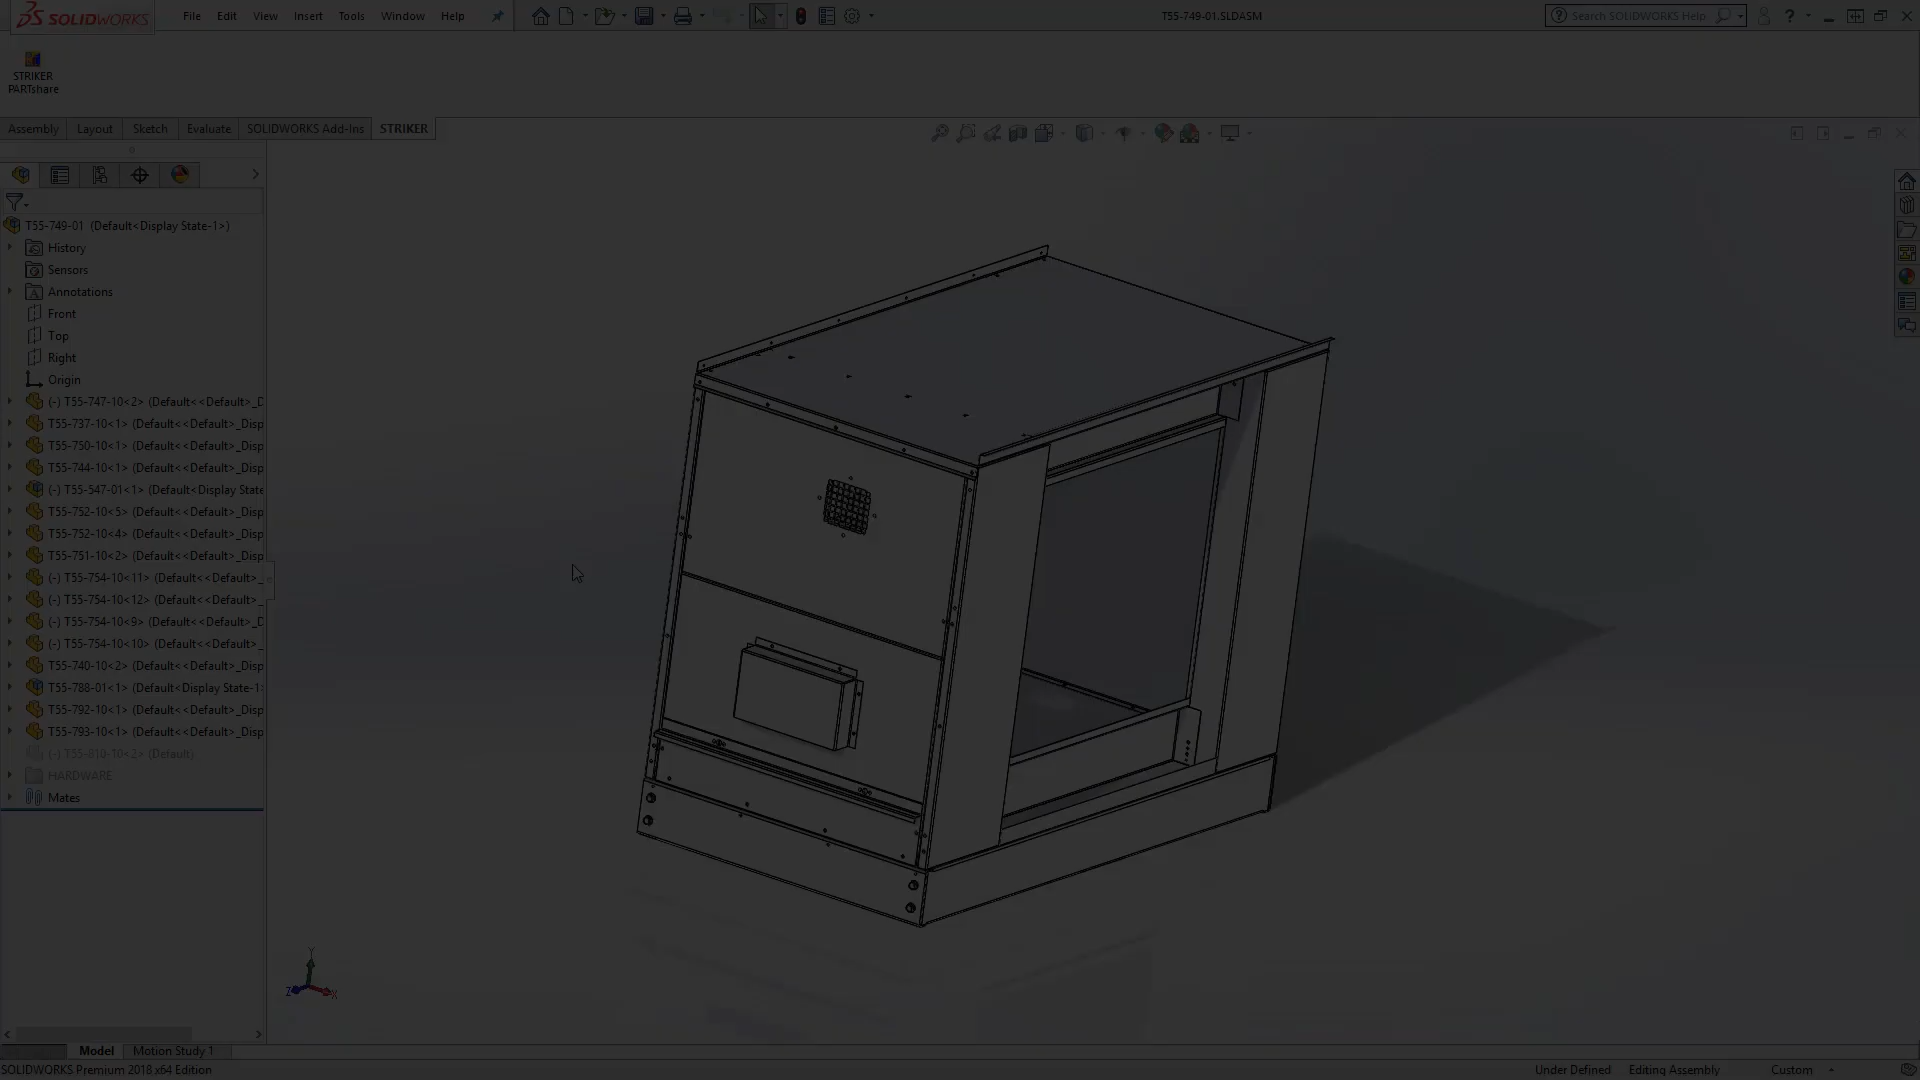 SOLIDWORKS
File Edit View Insert Tools Window Help
T55-749-01.SLDASM
Search SOLIDWORKS Help
STRIKER
PARTshare
Assembly Layout Sketch Evaluate SOLIDWORKS Add-Ins STRIKER
T55-749-01 (Default<Display State-1>)
History
Sensors
Annotations
Front
Top
Right
Origin
(-) T55-747-10<2> (Default<<Default>_D
T55-737-10<1> (Default<<Default>_Disp
T55-750-10<1> (Default<<Default>_Disp
T55-744-10<1> (Default<<Default>_Disp
(-) T55-547-01<1> (Default<Display State
T55-752-10<5> (Default<<Default>_Disp
T55-752-10<4> (Default<<Default>_Disp
T55-751-10<2> (Default<<Default>_Disp
(-) T55-754-10<11> (Default<<Default>_
(-) T55-754-10<12> (Default<<Default>_
(-) T55-754-10<9> (Default<<Default>_D
(-) T55-754-10<10> (Default<<Default>_
T55-740-10<2> (Default<<Default>_Disp
T55-788-01<1> (Default<Display State-1>
T55-792-10<1> (Default<<Default>_Disp
T55-793-10<1> (Default<<Default>_Disp
(-) T55-810-10<2> (Default)
HARDWARE
Mates
Y
Z X
Model Motion Study 1
SOLIDWORKS Premium 2018 x64 Edition
Under Defined Editing Assembly Custom